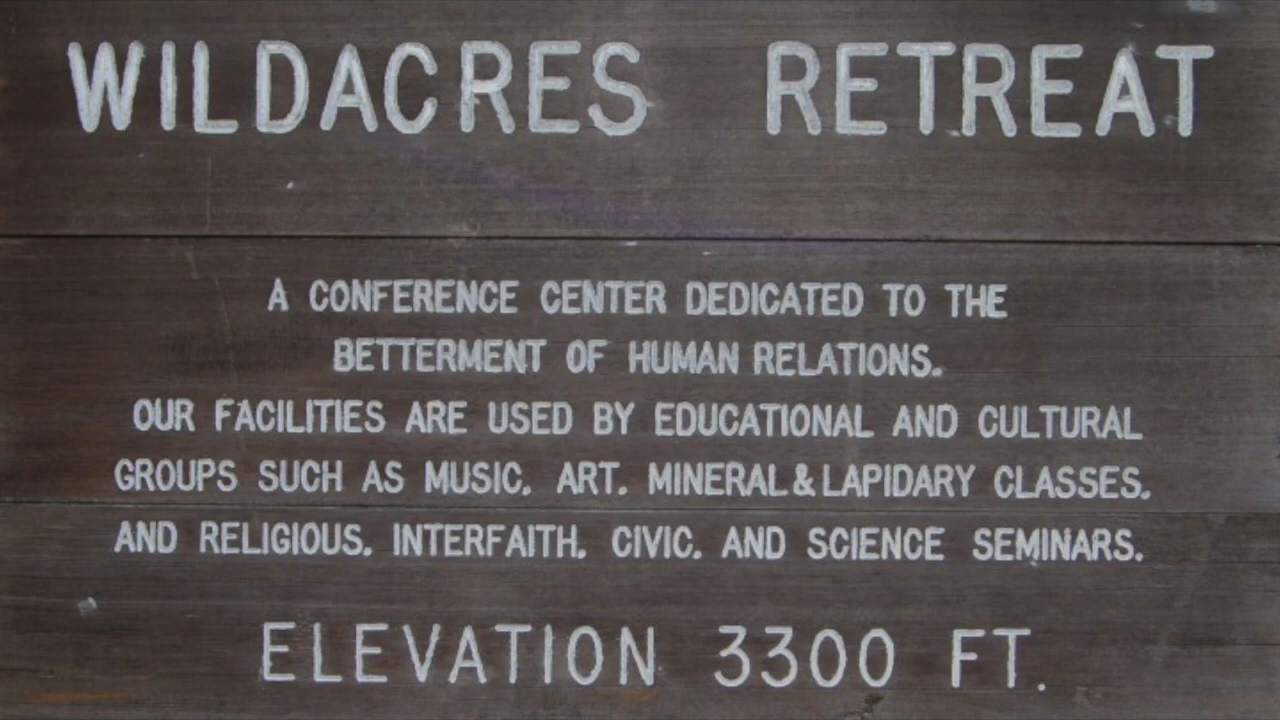 WILDACRES RETREAT
A CONFERENCE CENTER DEDICATED TO THE
BETTERMENT OF HUMAN RELATIONS.
OUR FACILITIES ARE USED BY EDUCATIONAL AND CULTURAL
GROUPS SUCH AS MUSIC. ART. MINERAL & LAPIDARY CLASSES.
AND RELIGIOUS. INTERFAITH. CIVIC. AND SCIENCE SEMINARS.
ELEVATION 3300 FT.